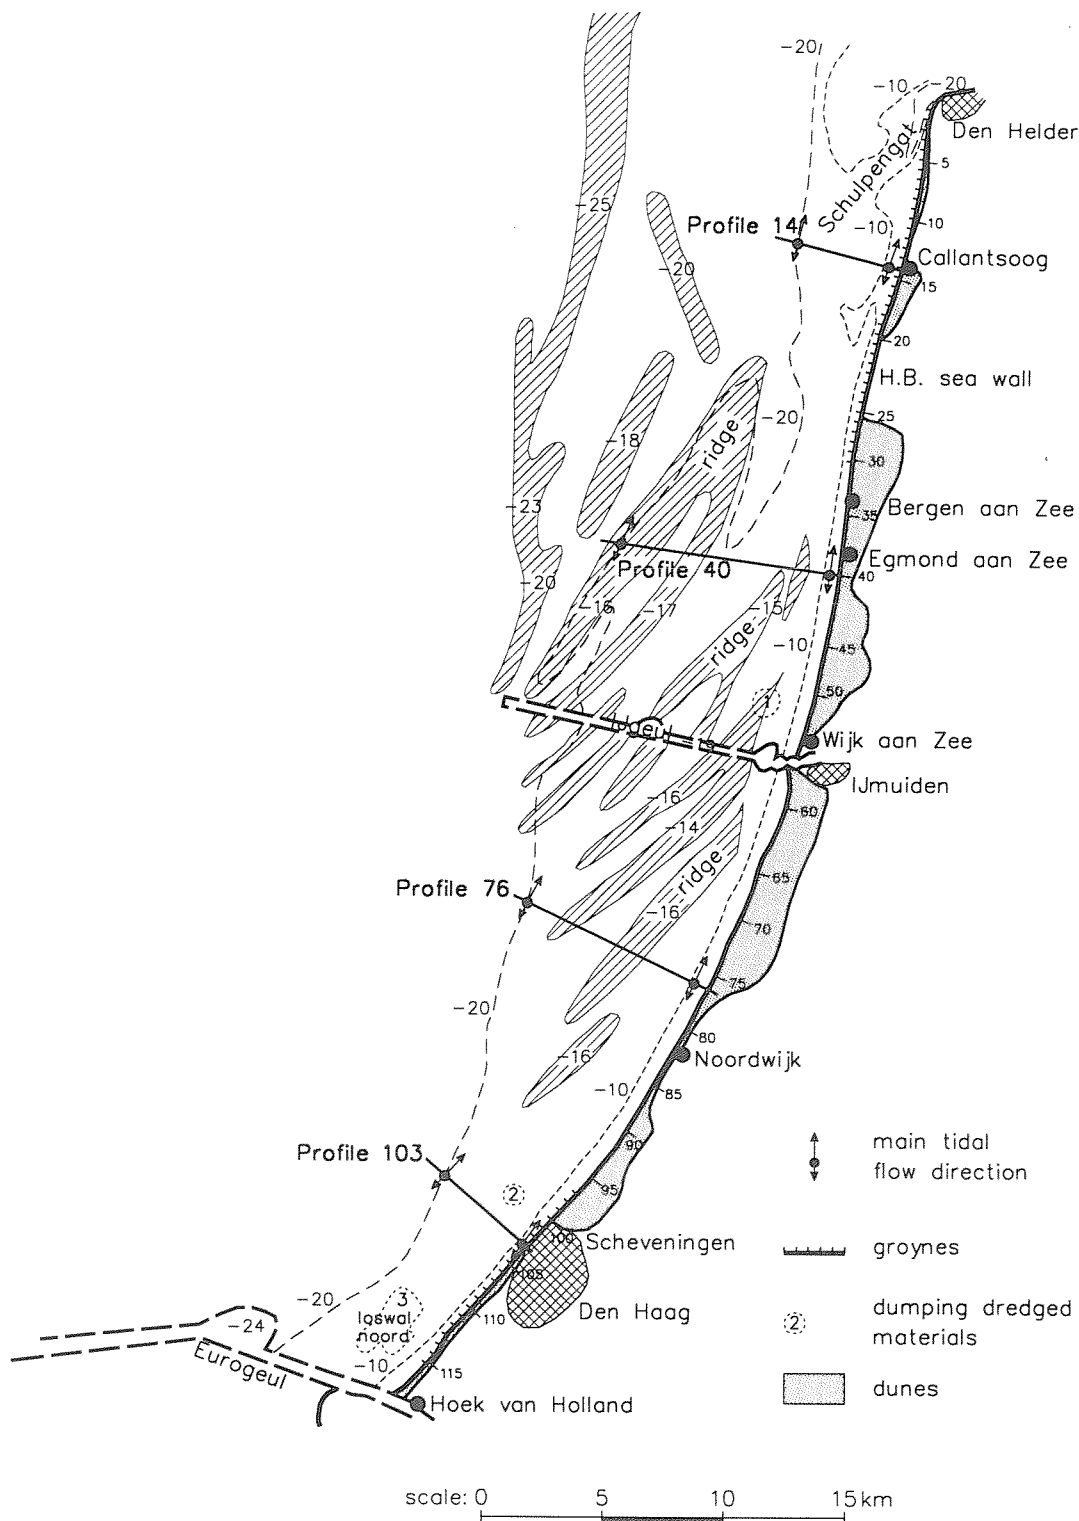 -20
-10
-20
Den Helder
Schulpengat
-5
-25
10
Profile 14
-10
Callantsoog
-20
15
20
H.B. sea wall
-20
25
-18
ridge
30
-23
Bergen aan Zee
35
Egmond aan Zee
Profile 40
40
-20
-16
-17
-15
ridge
-10
45
50
1
Wijk aan Zee
IJmuiden
-16
60
-14
ridge
65
Profile 76
-16
70
75
-20
80
-16
Noordwijk
-10
85
90
main tidal
flow direction
Profile 103
2
95
100
Scheveningen
groynes
105
-20
3
loswal
noord
110
Den Haag
2
dumping dredged
materials
-24
Eurogeul
-10
115
dunes
Hoek van Holland
scale: 0 5 10 15 km